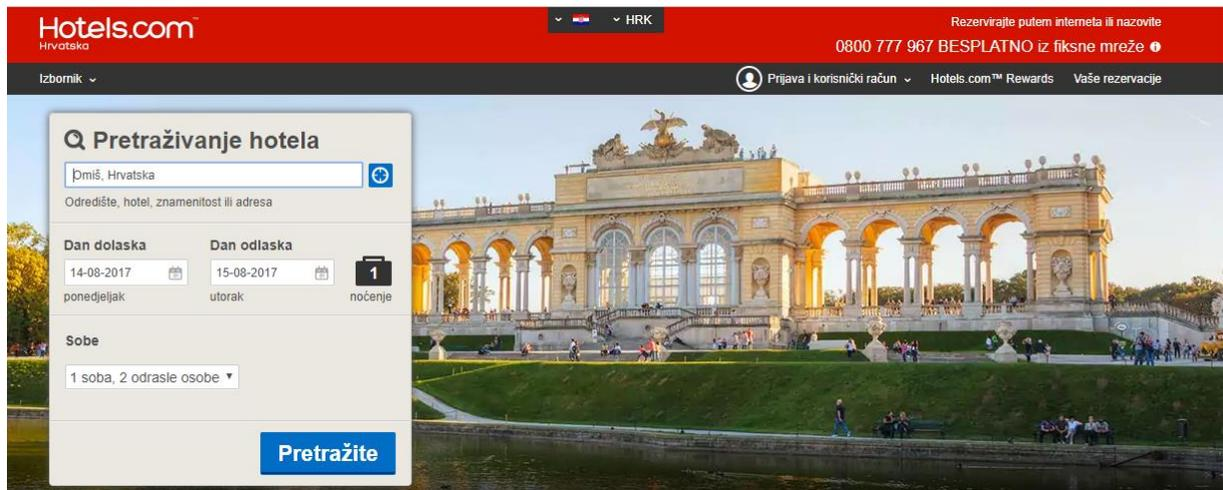 Hotels.com™
Hrvatska
HRK
Rezervirajte putem interneta ili nazovite
0800 777 967 BESPLATNO iz fiksne mreže
Izbornik
Prijava i korisnički račun
Hotels.com™ Rewards
Vaše rezervacije
Pretraživanje hotela
Omiš, Hrvatska
Odredište, hotel, znamenitost ili adresa
Dan dolaska
Dan odlaska
14-08-2017
15-08-2017
1
ponedjeljak
utorak
noćenje
Sobe
1 soba, 2 odrasle osobe
Pretražite